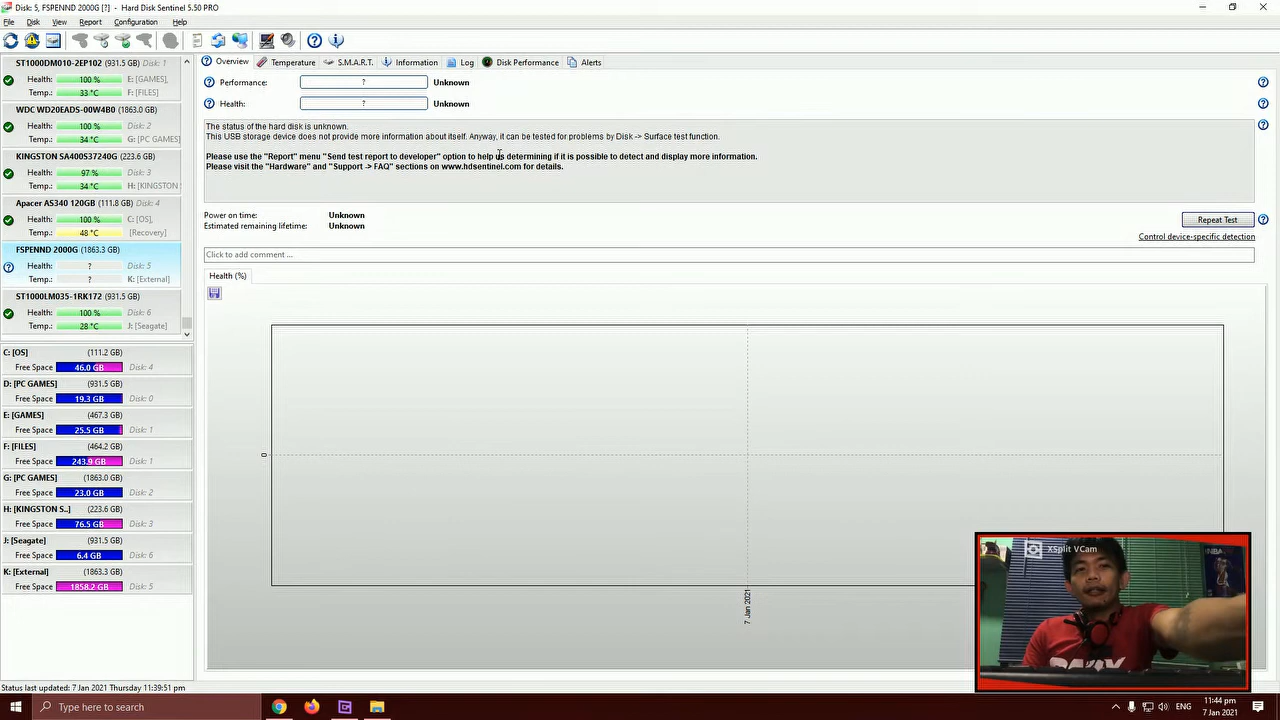 Disk: 5, FSPENND 2000G [?] - Hard Disk Sentinel 5.50 PRO
File Disk View Report Configuration Help
ST1000DM010-2EP102 (931.5 GB) Disk: 1
Health: 100 % E: [GAMES],
Temp.: 33 °C F: [FILES]
WDC WD20EADS-00W4B0 (1863.0 GB)
Health: 100 % Disk: 2
Temp.: 34 °C G: [PC GAMES]
KINGSTON SA400S37240G (223.6 GB)
Health: 97 % Disk: 3
Temp.: 34 °C H: [KINGSTON
Apacer AS340 120GB (111.8 GB) Disk: 4
Health: 100 % C: [OS],
Temp.: 48 °C [Recovery]
FSPENND 2000G (1863.3 GB)
Health: ? Disk: 5
Temp.: ? K: [External]
ST1000LM035-1RK172 (931.5 GB)
Health: 100 % Disk: 6
Temp.: 28 °C J: [Seagate]
C: [OS] (111.2 GB)
Free Space 46.0 GB Disk: 4
D: [PC GAMES] (931.5 GB)
Free Space 19.3 GB Disk: 0
E: [GAMES] (467.3 GB)
Free Space 25.5 GB Disk: 1
F: [FILES] (464.2 GB)
Free Space 243.9 GB Disk: 1
G: [PC GAMES] (1863.0 GB)
Free Space 23.0 GB Disk: 2
H: [KINGSTON S..] (223.6 GB)
Free Space 76.5 GB Disk: 3
J: [Seagate] (931.5 GB)
Free Space 6.4 GB Disk: 6
K: [External] (1863.3 GB)
Free Space 1858.2 GB Disk: 5
Overview Temperature S.M.A.R.T. Information Log Disk Performance Alerts
Performance: ? Unknown
Health: ? Unknown
The status of the hard disk is unknown.
This USB storage device does not provide more information about itself. Anyway, it can be tested for problems by Disk -> Surface test function.
Please use the "Report" menu "Send test report to developer" option to help us determining if it is possible to detect and display more information.
Please visit the "Hardware" and "Support -> FAQ" sections on www.hdsentinel.com for details.
Power on time: Unknown
Estimated remaining lifetime: Unknown
Repeat Test
Control device-specific detection
Click to add comment ...
Health (%)
0
7 Jan 2021
XSplit VCam
NBA
Status last updated: 7 Jan 2021 Thursday 11:39:51 pm
Type here to search
ENG
11:44 pm
7 Jan 2021